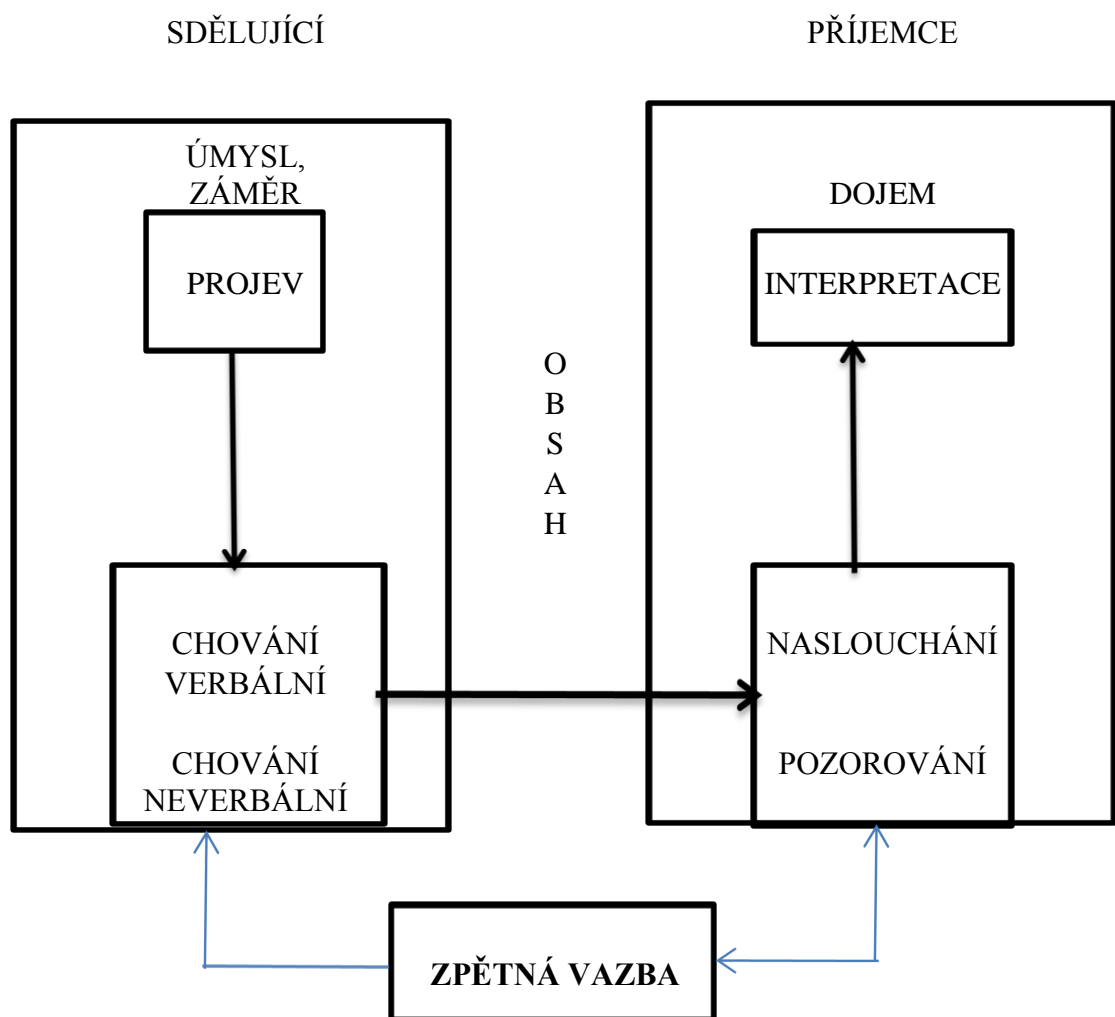 SDĚLUJÍCÍ
PŘÍJEMCE
ÚMYSL,
ZÁMĚR
PROJEV
CHOVÁNÍ
VERBÁLNÍ
CHOVÁNÍ
NEVERBÁLNÍ
O
B
S
A
H
DOJEM
INTERPRETACE
NASLOUCHÁNÍ
POZOROVÁNÍ
ZPĚTNÁ VAZBA